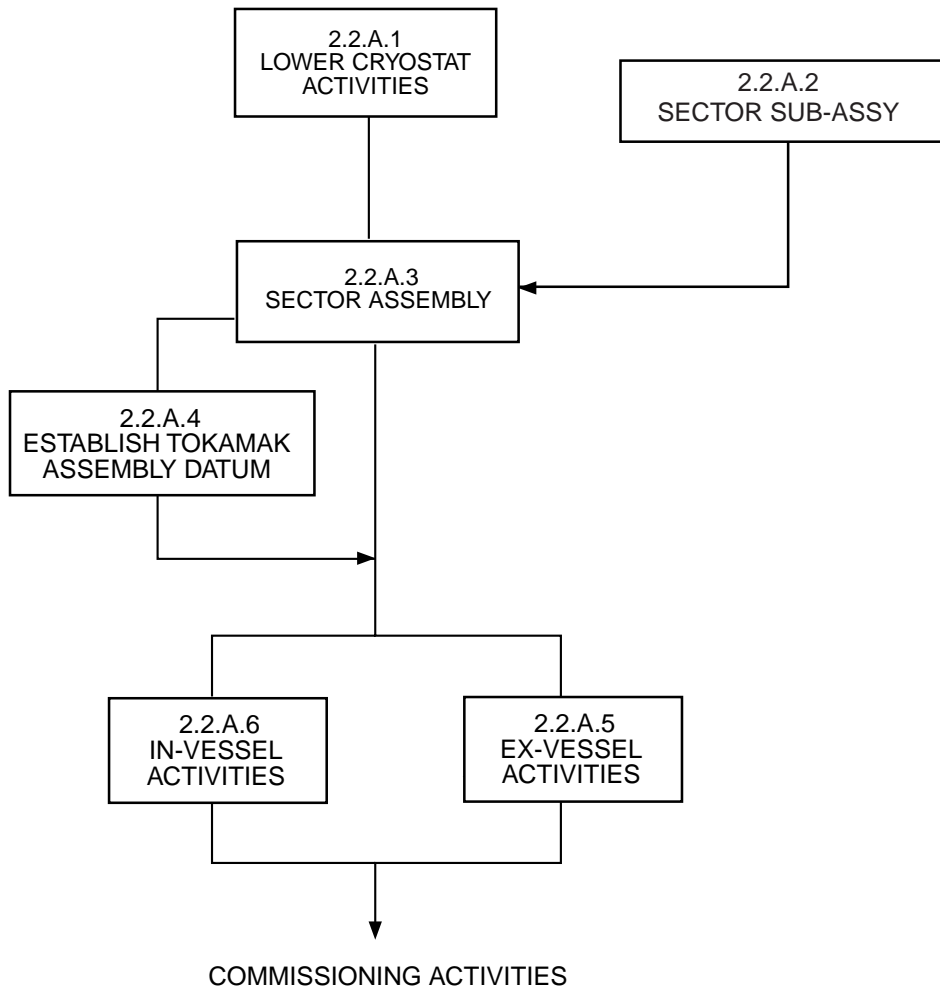 2.2.A.1
LOWER CRYOSTAT
ACTIVITIES
2.2.A.2
SECTOR SUB-ASSY
2.2.A.3
SECTOR ASSEMBLY
2.2.A.4
ESTABLISH TOKAMAK
ASSEMBLY DATUM
2.2.A.6
IN-VESSEL
ACTIVITIES
2.2.A.5
EX-VESSEL
ACTIVITIES
COMMISSIONING ACTIVITIES